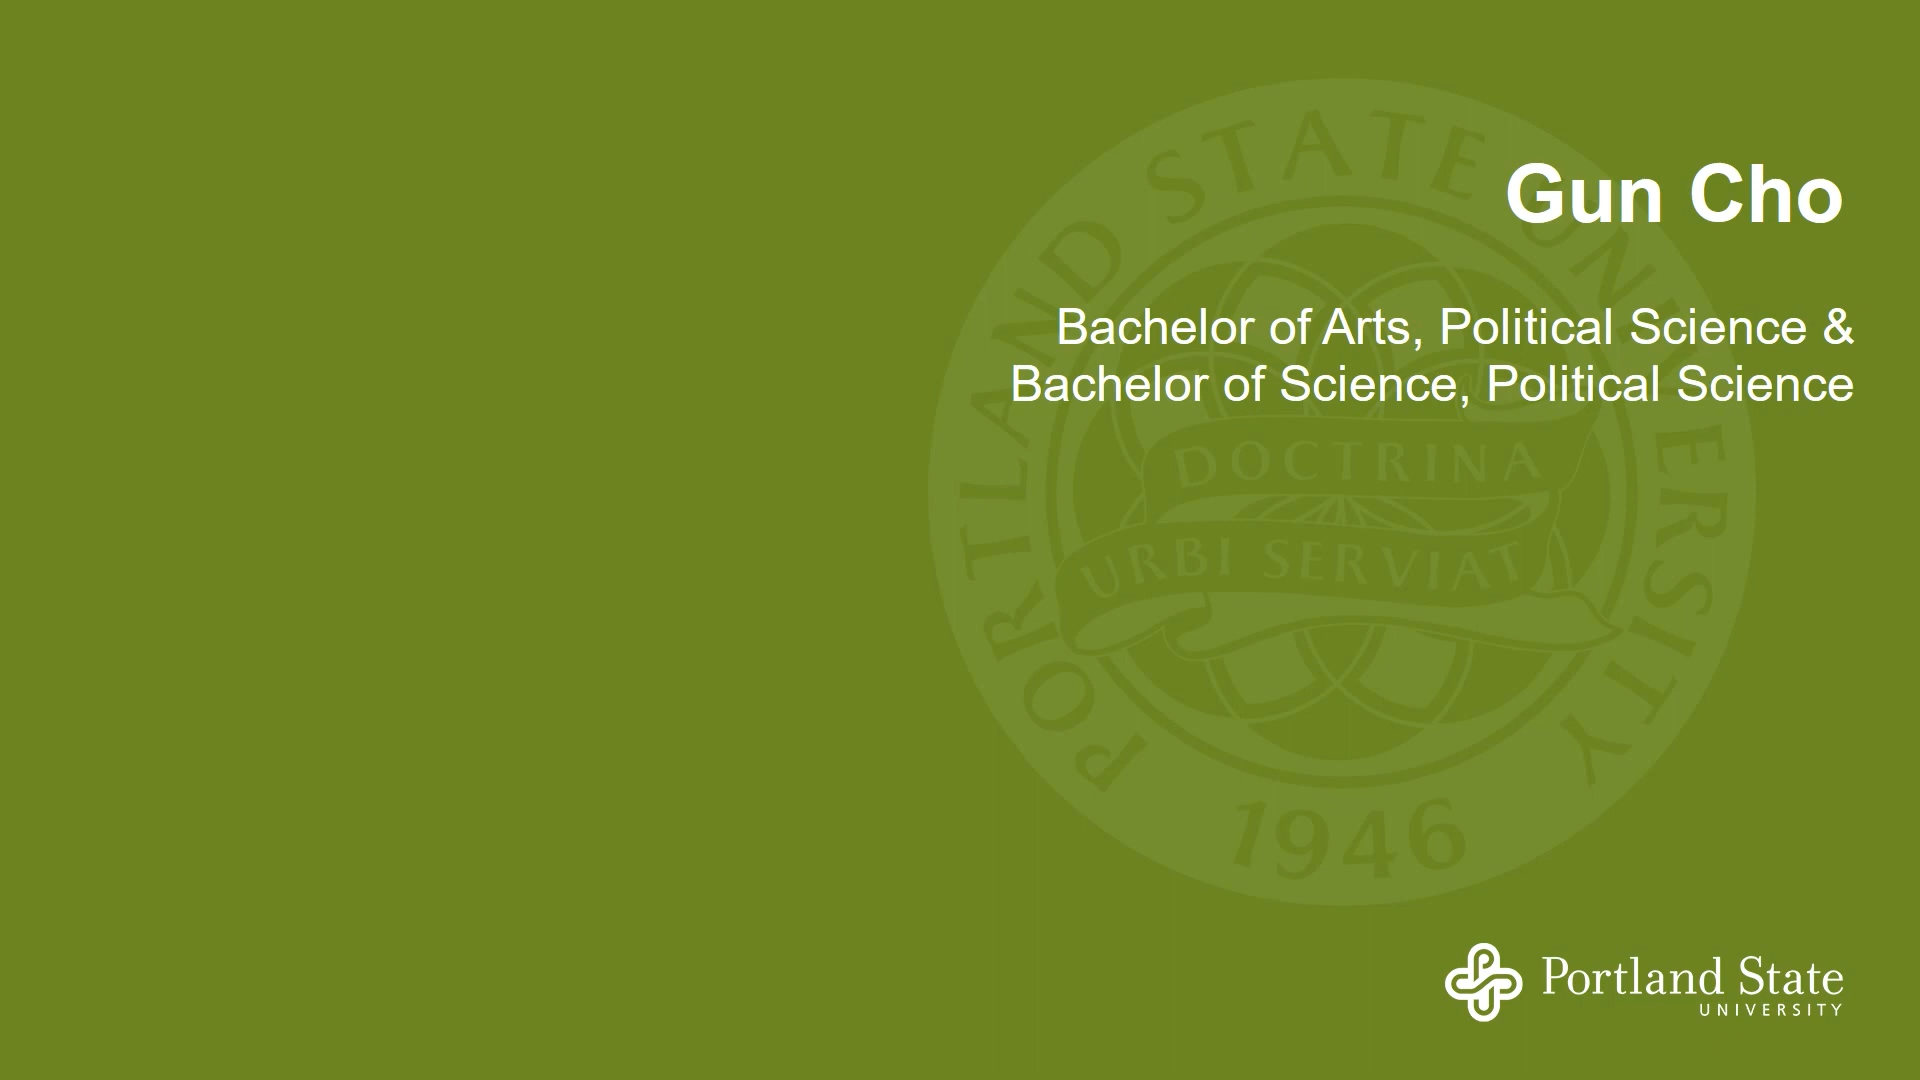 Gun Cho
Bachelor of Arts, Political Science &
Bachelor of Science, Political Science
PORTLAND STATE UNIVERSITY
DOCTRINA
URBI SERVIAT
1946
Portland State
UNIVERSITY